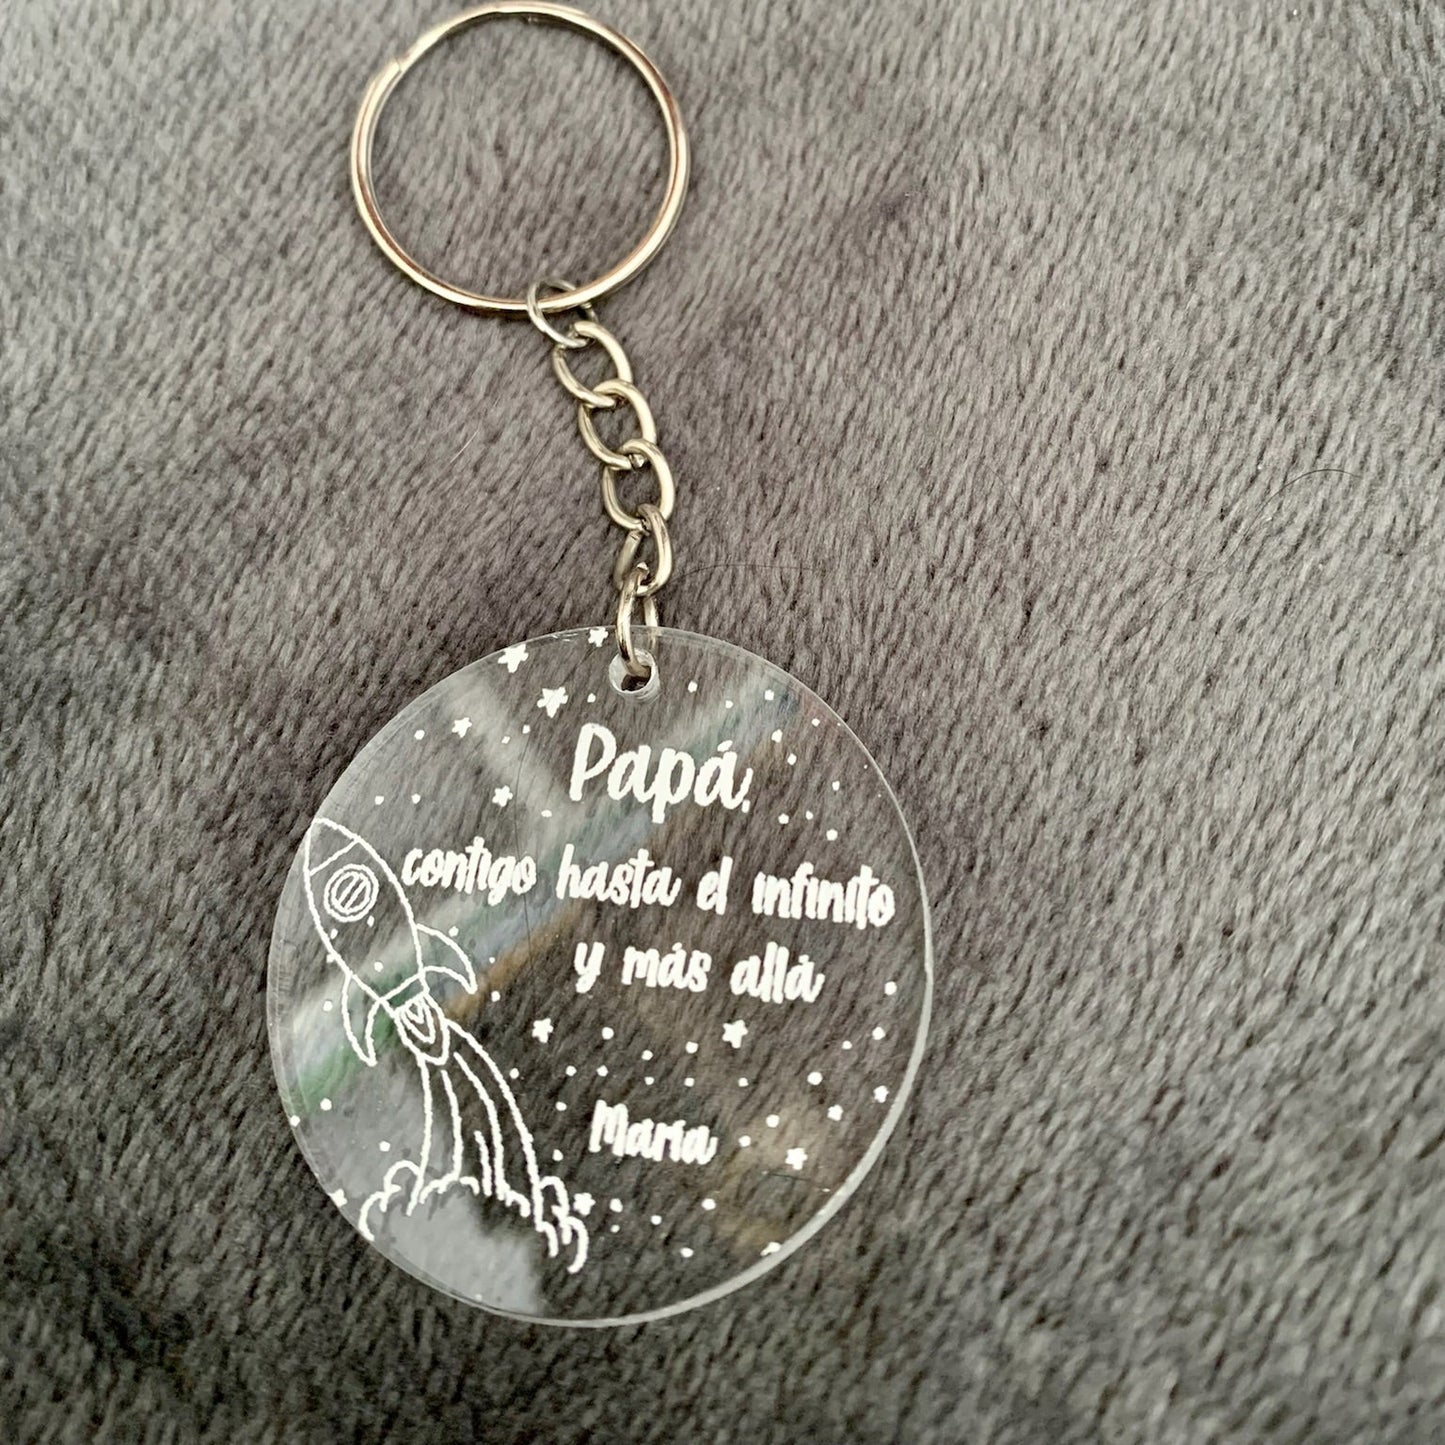 Papá,
contigo hasta el infinito
y más allá
María